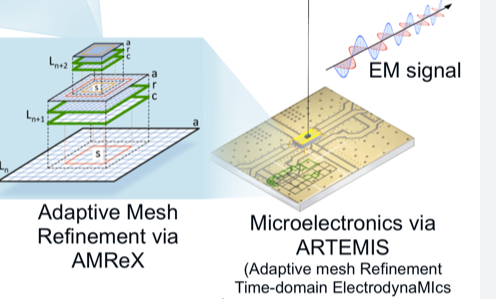 a
r
c
Ln+2
s
a
r
c
Ln+1
a
s
Ln
EM signal
Adaptive Mesh
Refinement via
AMReX
Microelectronics via
ARTEMIS
(Adaptive mesh Refinement
Time-domain ElectrodynaMIcs